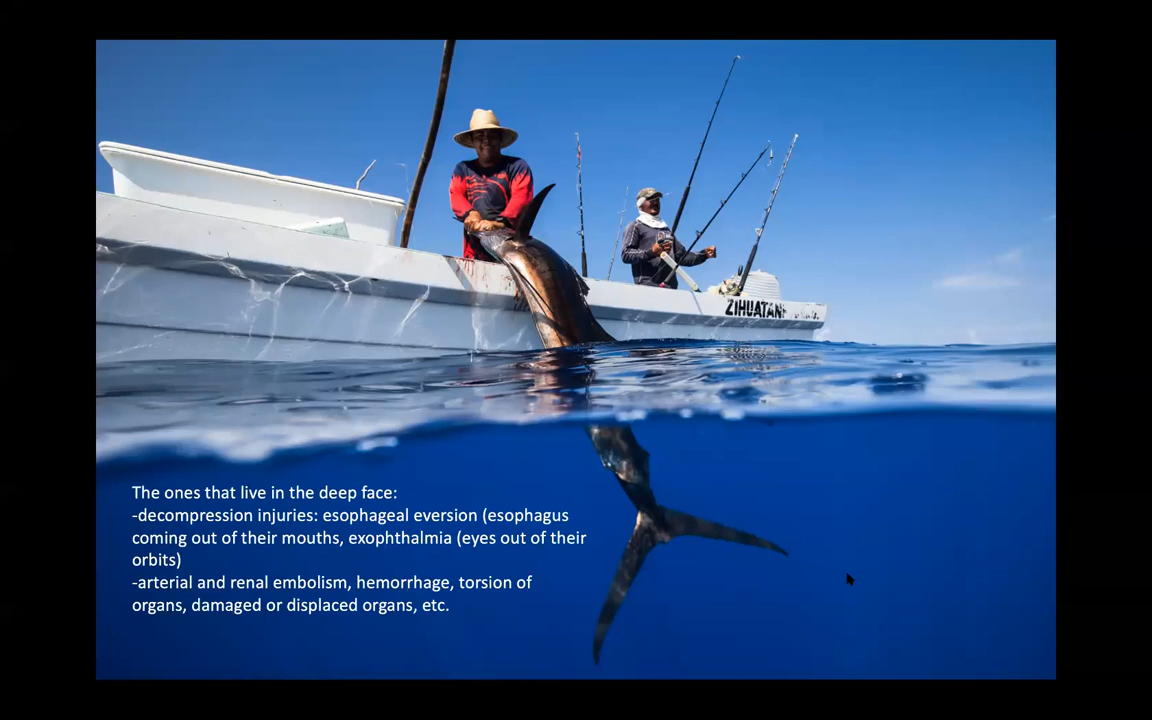 ZIHUATAN
The ones that live in the deep face:
-decompression injuries: esophageal eversion (esophagus
coming out of their mouths, exophthalmia (eyes out of their
orbits)
-arterial and renal embolism, hemorrhage, torsion of
organs, damaged or displaced organs, etc.